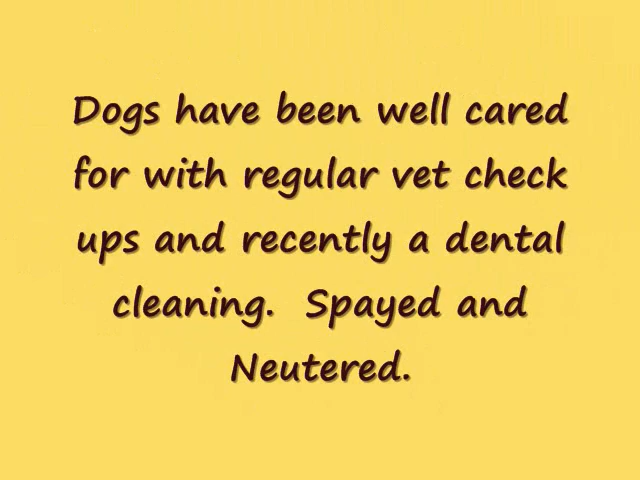 Dogs have been well cared
for with regular vet check
ups and recently a dental
cleaning.  Spayed and
Neutered.